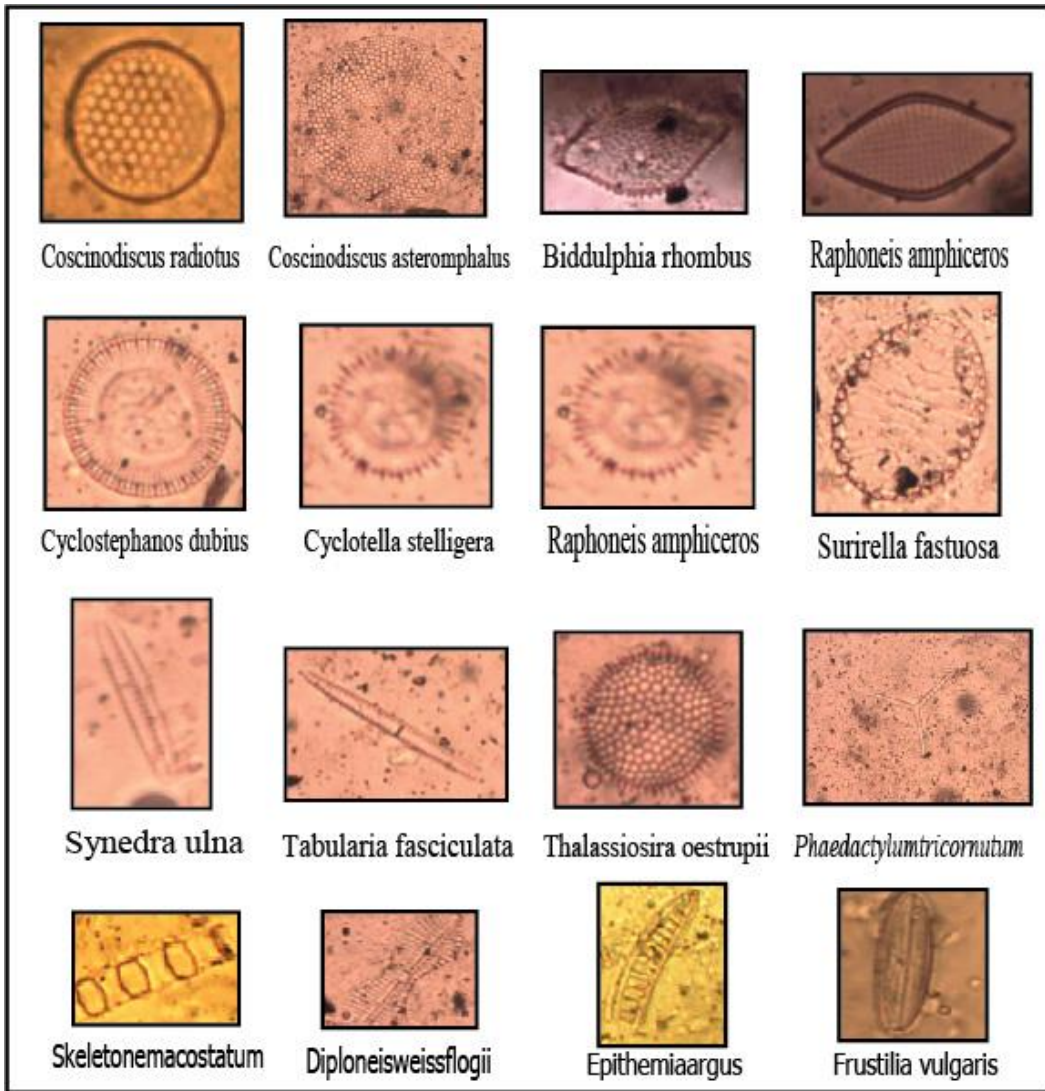 Coscinodiscus radiotus
Coscinodiscus asteromphalus
Biddulphia rhombus
Raphoneis amphiceros
Cyclostephanos dubius
Cyclotella stelligera
Raphoneis amphiceros
Surirella fastuosa
Synedra ulna
Tabularia fasciculata
Thalassiosira oestrupii
Phaedactylumtricornutum
Skeletonemacostatum
Diploneisweissflogii
Epithemiaargus
Frustilia vulgaris